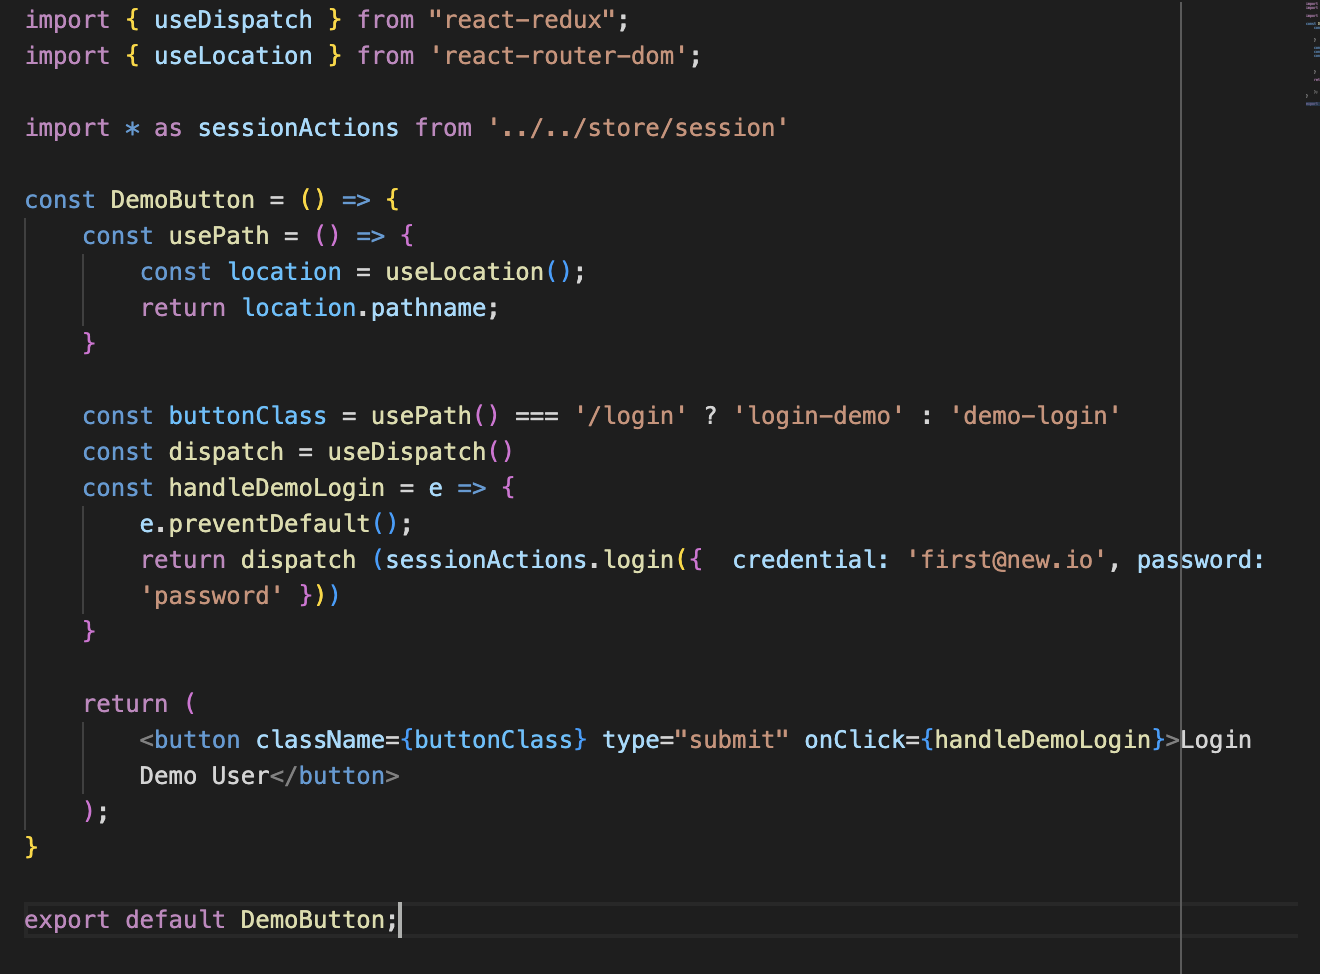 import { useDispatch } from "react-redux";
import { useLocation } from 'react-router-dom';

import * as sessionActions from '../../store/session'

const DemoButton = () => {
    const usePath = () => {
        const location = useLocation();
        return location.pathname;
    }

    const buttonClass = usePath() === '/login' ? 'login-demo' : 'demo-login'
    const dispatch = useDispatch()
    const handleDemoLogin = e => {
        e.preventDefault();
        return dispatch (sessionActions.login({  credential: 'first@new.io', password:
        'password' }))
    }

    return (
        <button className={buttonClass} type="submit" onClick={handleDemoLogin}>Login
        Demo User</button>
    );
}

export default DemoButton;